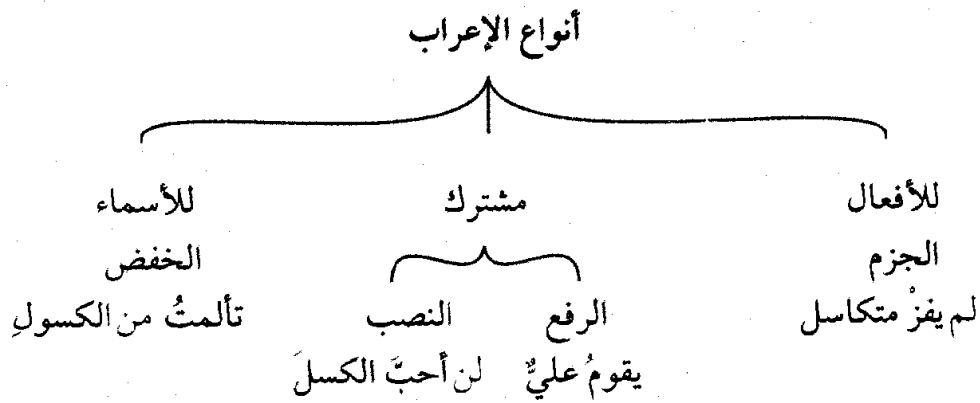 أنواع الإعراب
للأفعال مشترك للأسماء
الجزم الخفض
لم يفزْ متكاسل الرفع النصب تألمتُ من الكسولِ
يقومُ عليٌّ لن أحبَّ الكسلَ